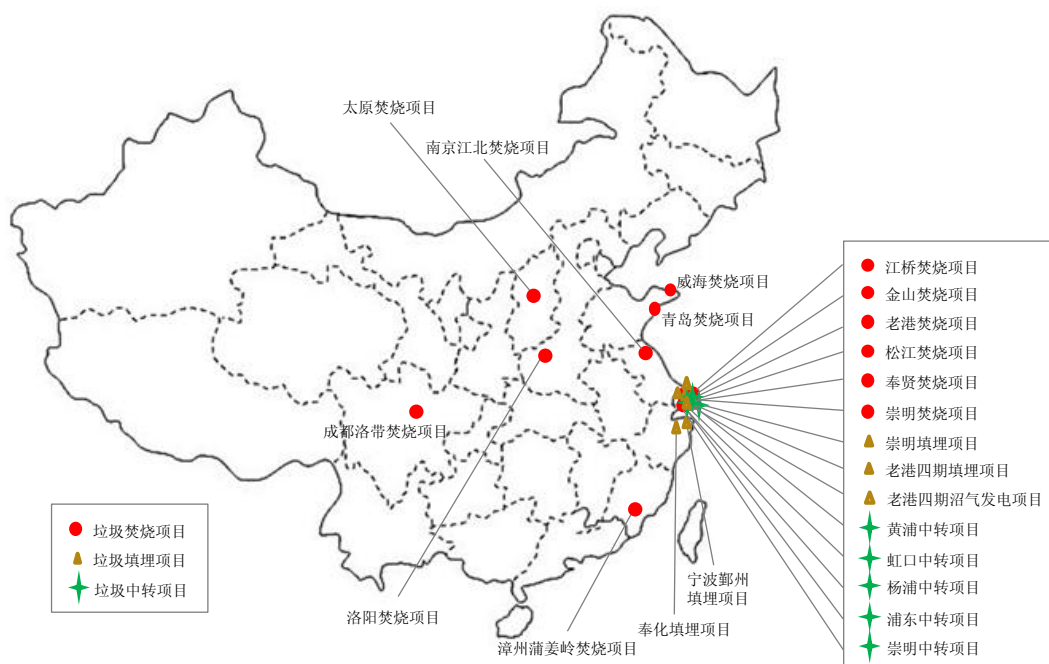 太原焚烧项目
南京江北焚烧项目
威海焚烧项目
青岛焚烧项目
成都洛带焚烧项目
洛阳焚烧项目
漳州蒲姜岭焚烧项目
奉化填埋项目
宁波鄞州
填埋项目
垃圾焚烧项目
垃圾填埋项目
垃圾中转项目
江桥焚烧项目
金山焚烧项目
老港焚烧项目
松江焚烧项目
奉贤焚烧项目
崇明焚烧项目
崇明填埋项目
老港四期填埋项目
老港四期沼气发电项目
黄浦中转项目
虹口中转项目
杨浦中转项目
浦东中转项目
崇明中转项目